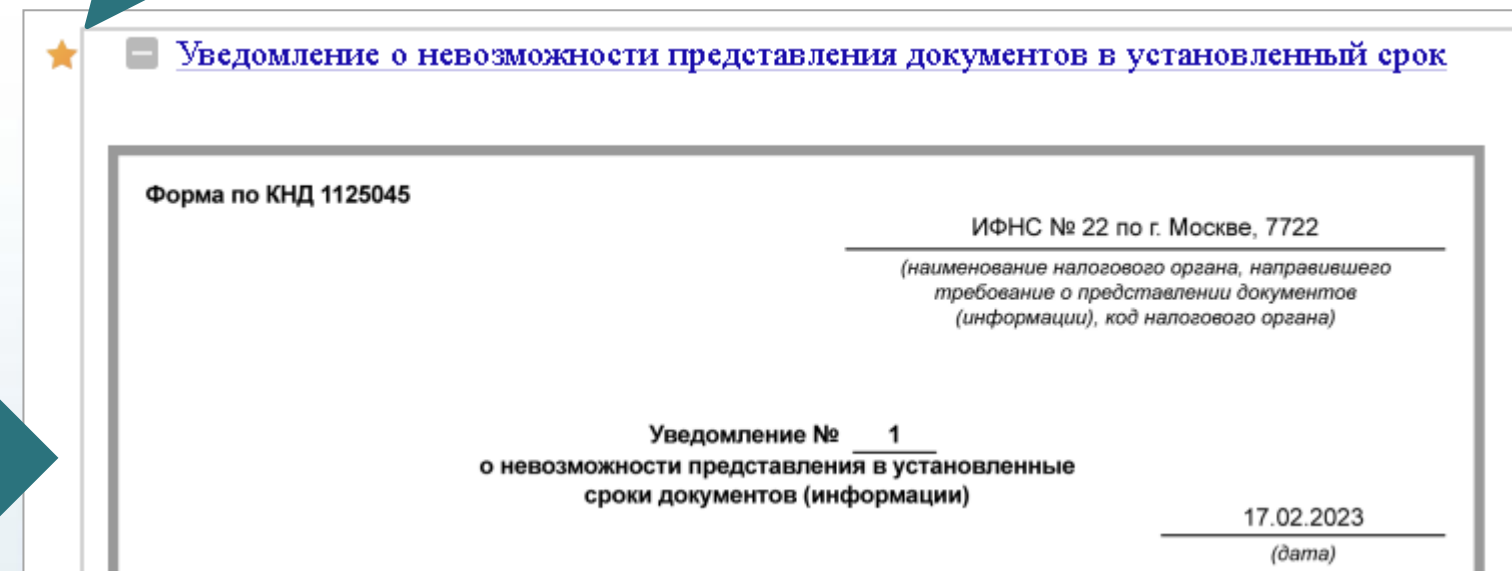 Уведомление о невозможности представления документов в установленный срок
Форма по КНД 1125045
ИФНС № 22 по г. Москве, 7722
(наименование налогового органа, направившего
требование о представлении документов
(информации), код налогового органа)
Уведомление № 1
о невозможности представления в установленные
сроки документов (информации)
17.02.2023
(дата)